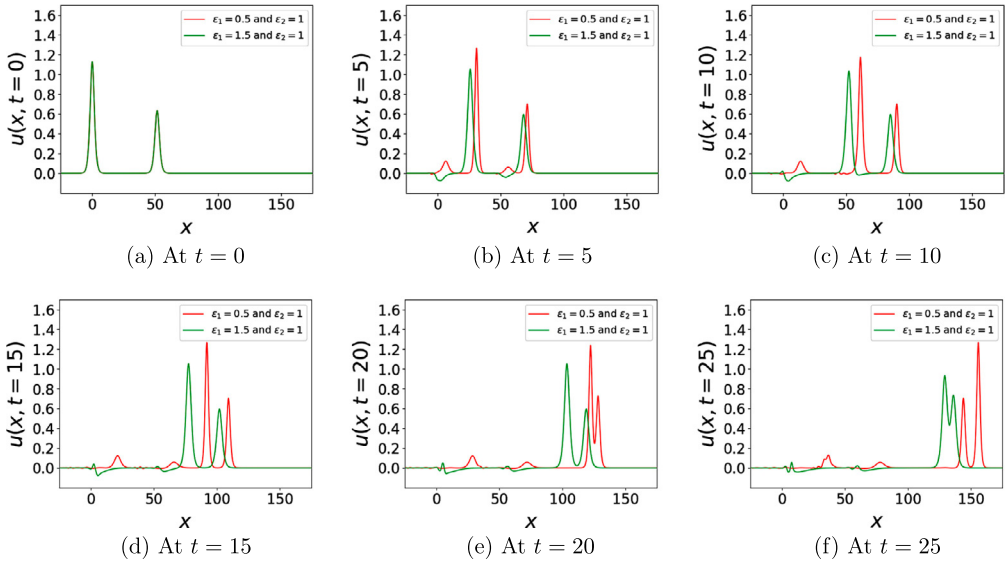 1.6
1.4
1.2
1.0
0.8
0.6
0.4
0.2
0.0
u(x, t = 0)
ε₁ = 0.5 and ε₂ = 1
ε₁ = 1.5 and ε₂ = 1
0 50 100 150
x
(a) At t = 0
1.6
1.4
1.2
1.0
0.8
0.6
0.4
0.2
0.0
u(x, t = 5)
ε₁ = 0.5 and ε₂ = 1
ε₁ = 1.5 and ε₂ = 1
0 50 100 150
x
(b) At t = 5
1.6
1.4
1.2
1.0
0.8
0.6
0.4
0.2
0.0
u(x, t = 10)
ε₁ = 0.5 and ε₂ = 1
ε₁ = 1.5 and ε₂ = 1
0 50 100 150
x
(c) At t = 10
1.6
1.4
1.2
1.0
0.8
0.6
0.4
0.2
0.0
u(x, t = 15)
ε₁ = 0.5 and ε₂ = 1
ε₁ = 1.5 and ε₂ = 1
0 50 100 150
x
(d) At t = 15
1.6
1.4
1.2
1.0
0.8
0.6
0.4
0.2
0.0
u(x, t = 20)
ε₁ = 0.5 and ε₂ = 1
ε₁ = 1.5 and ε₂ = 1
0 50 100 150
x
(e) At t = 20
1.6
1.4
1.2
1.0
0.8
0.6
0.4
0.2
0.0
u(x, t = 25)
ε₁ = 0.5 and ε₂ = 1
ε₁ = 1.5 and ε₂ = 1
0 50 100 150
x
(f) At t = 25